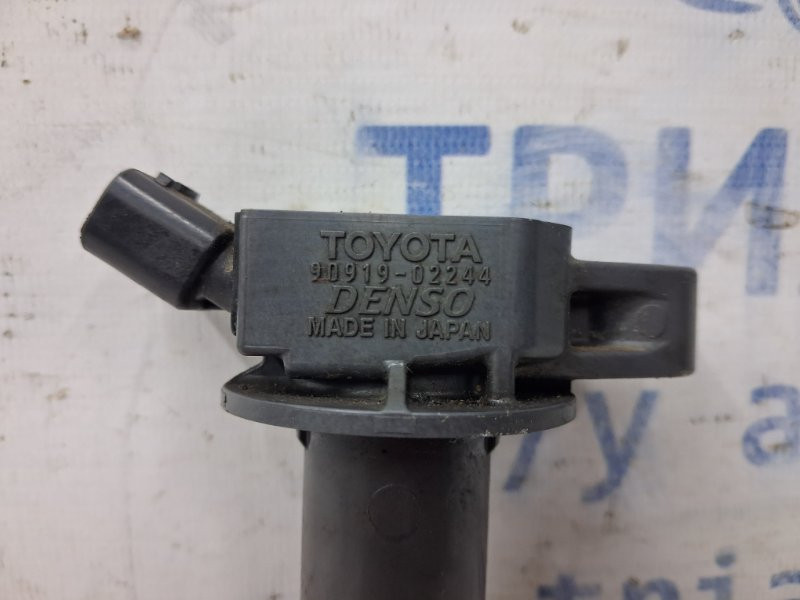 TOYOTA
90919-02244
DENSO
MADE IN JAPAN
ТРИ